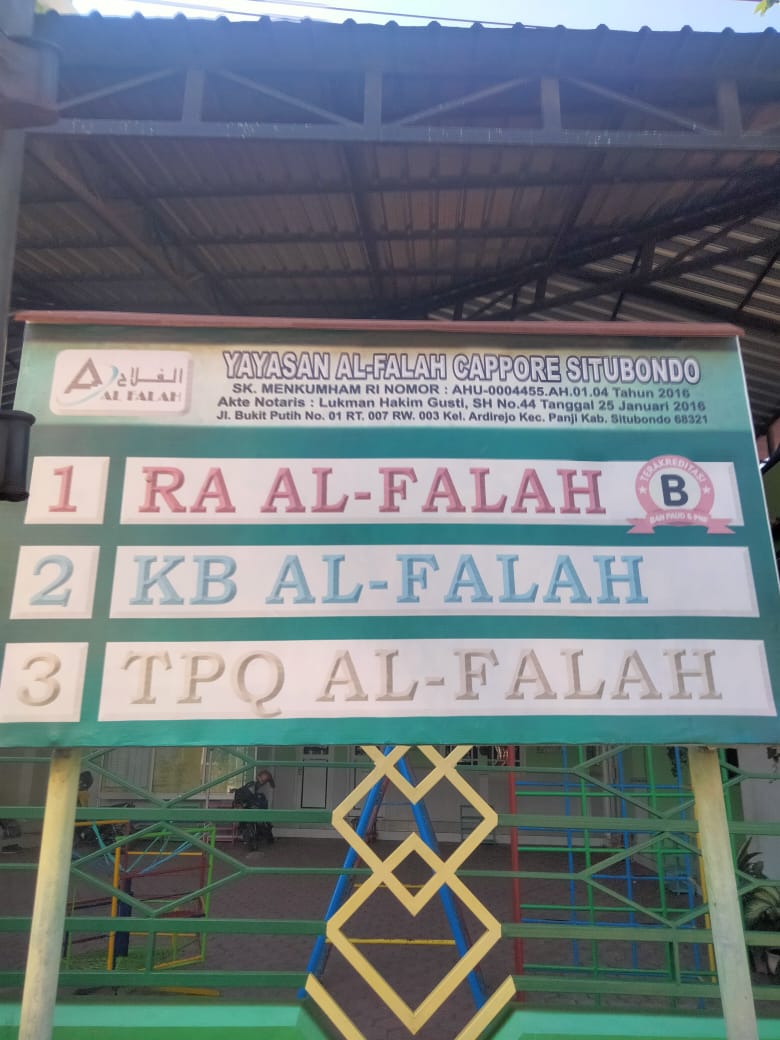 الفلاح
AL FALAH
YAYASAN AL-FALAH CAPPORE SITUBONDO
SK. MENKUMHAM RI NOMOR : AHU-0004455.AH.01.04 Tahun 2016
Akte Notaris : Lukman Hakim Gusti, SH No.44 Tanggal 25 Januari 2016
Jl. Bukit Putih No. 01 RT. 007 RW. 003 Kel. Ardirejo Kec. Panji Kab. Situbondo 68321
1 RA AL-FALAH
TERAKREDITASI
B
BAN PAUD & PNF
2 KB AL-FALAH
3 TPQ AL-FALAH